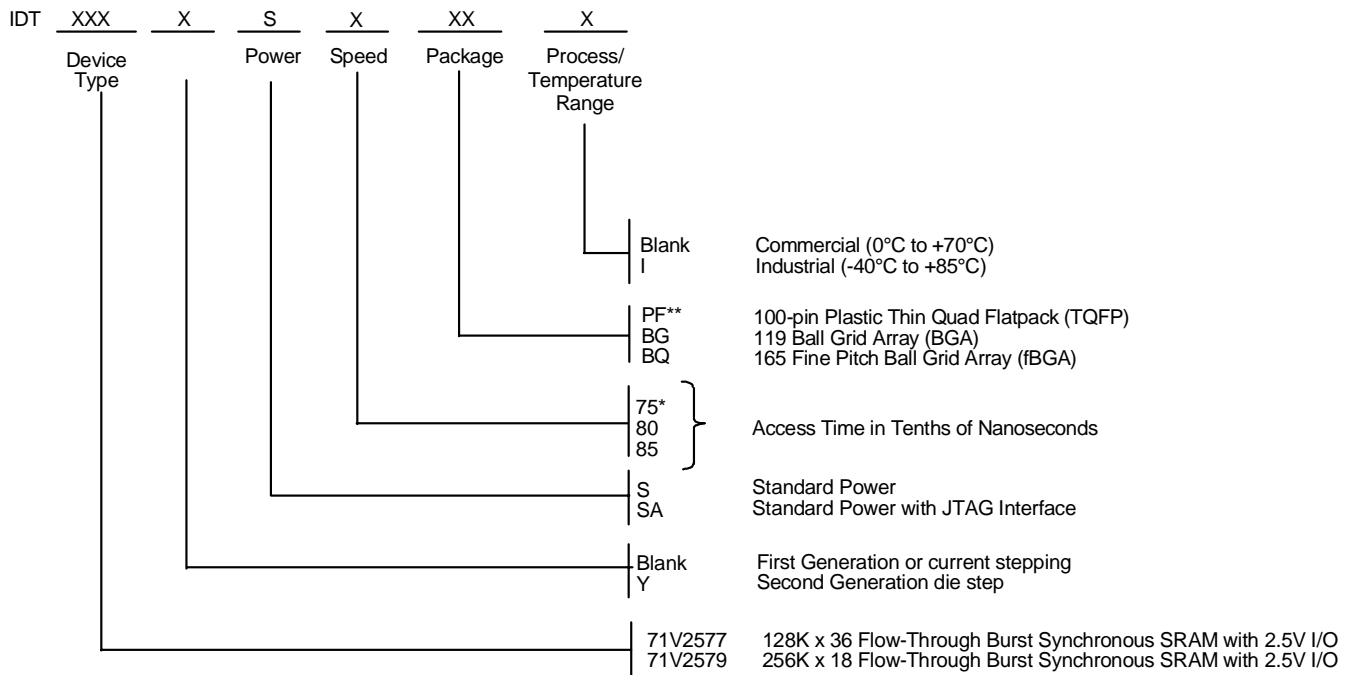 IDT XXX X S X XX X
Device Type
Power
Speed
Package
Process/
Temperature
Range
Blank Commercial (0°C to +70°C)
I Industrial (-40°C to +85°C)
PF** 100-pin Plastic Thin Quad Flatpack (TQFP)
BG 119 Ball Grid Array (BGA)
BQ 165 Fine Pitch Ball Grid Array (fBGA)
75*
80 Access Time in Tenths of Nanoseconds
85
S Standard Power
SA Standard Power with JTAG Interface
Blank First Generation or current stepping
Y Second Generation die step
71V2577 128K x 36 Flow-Through Burst Synchronous SRAM with 2.5V I/O
71V2579 256K x 18 Flow-Through Burst Synchronous SRAM with 2.5V I/O